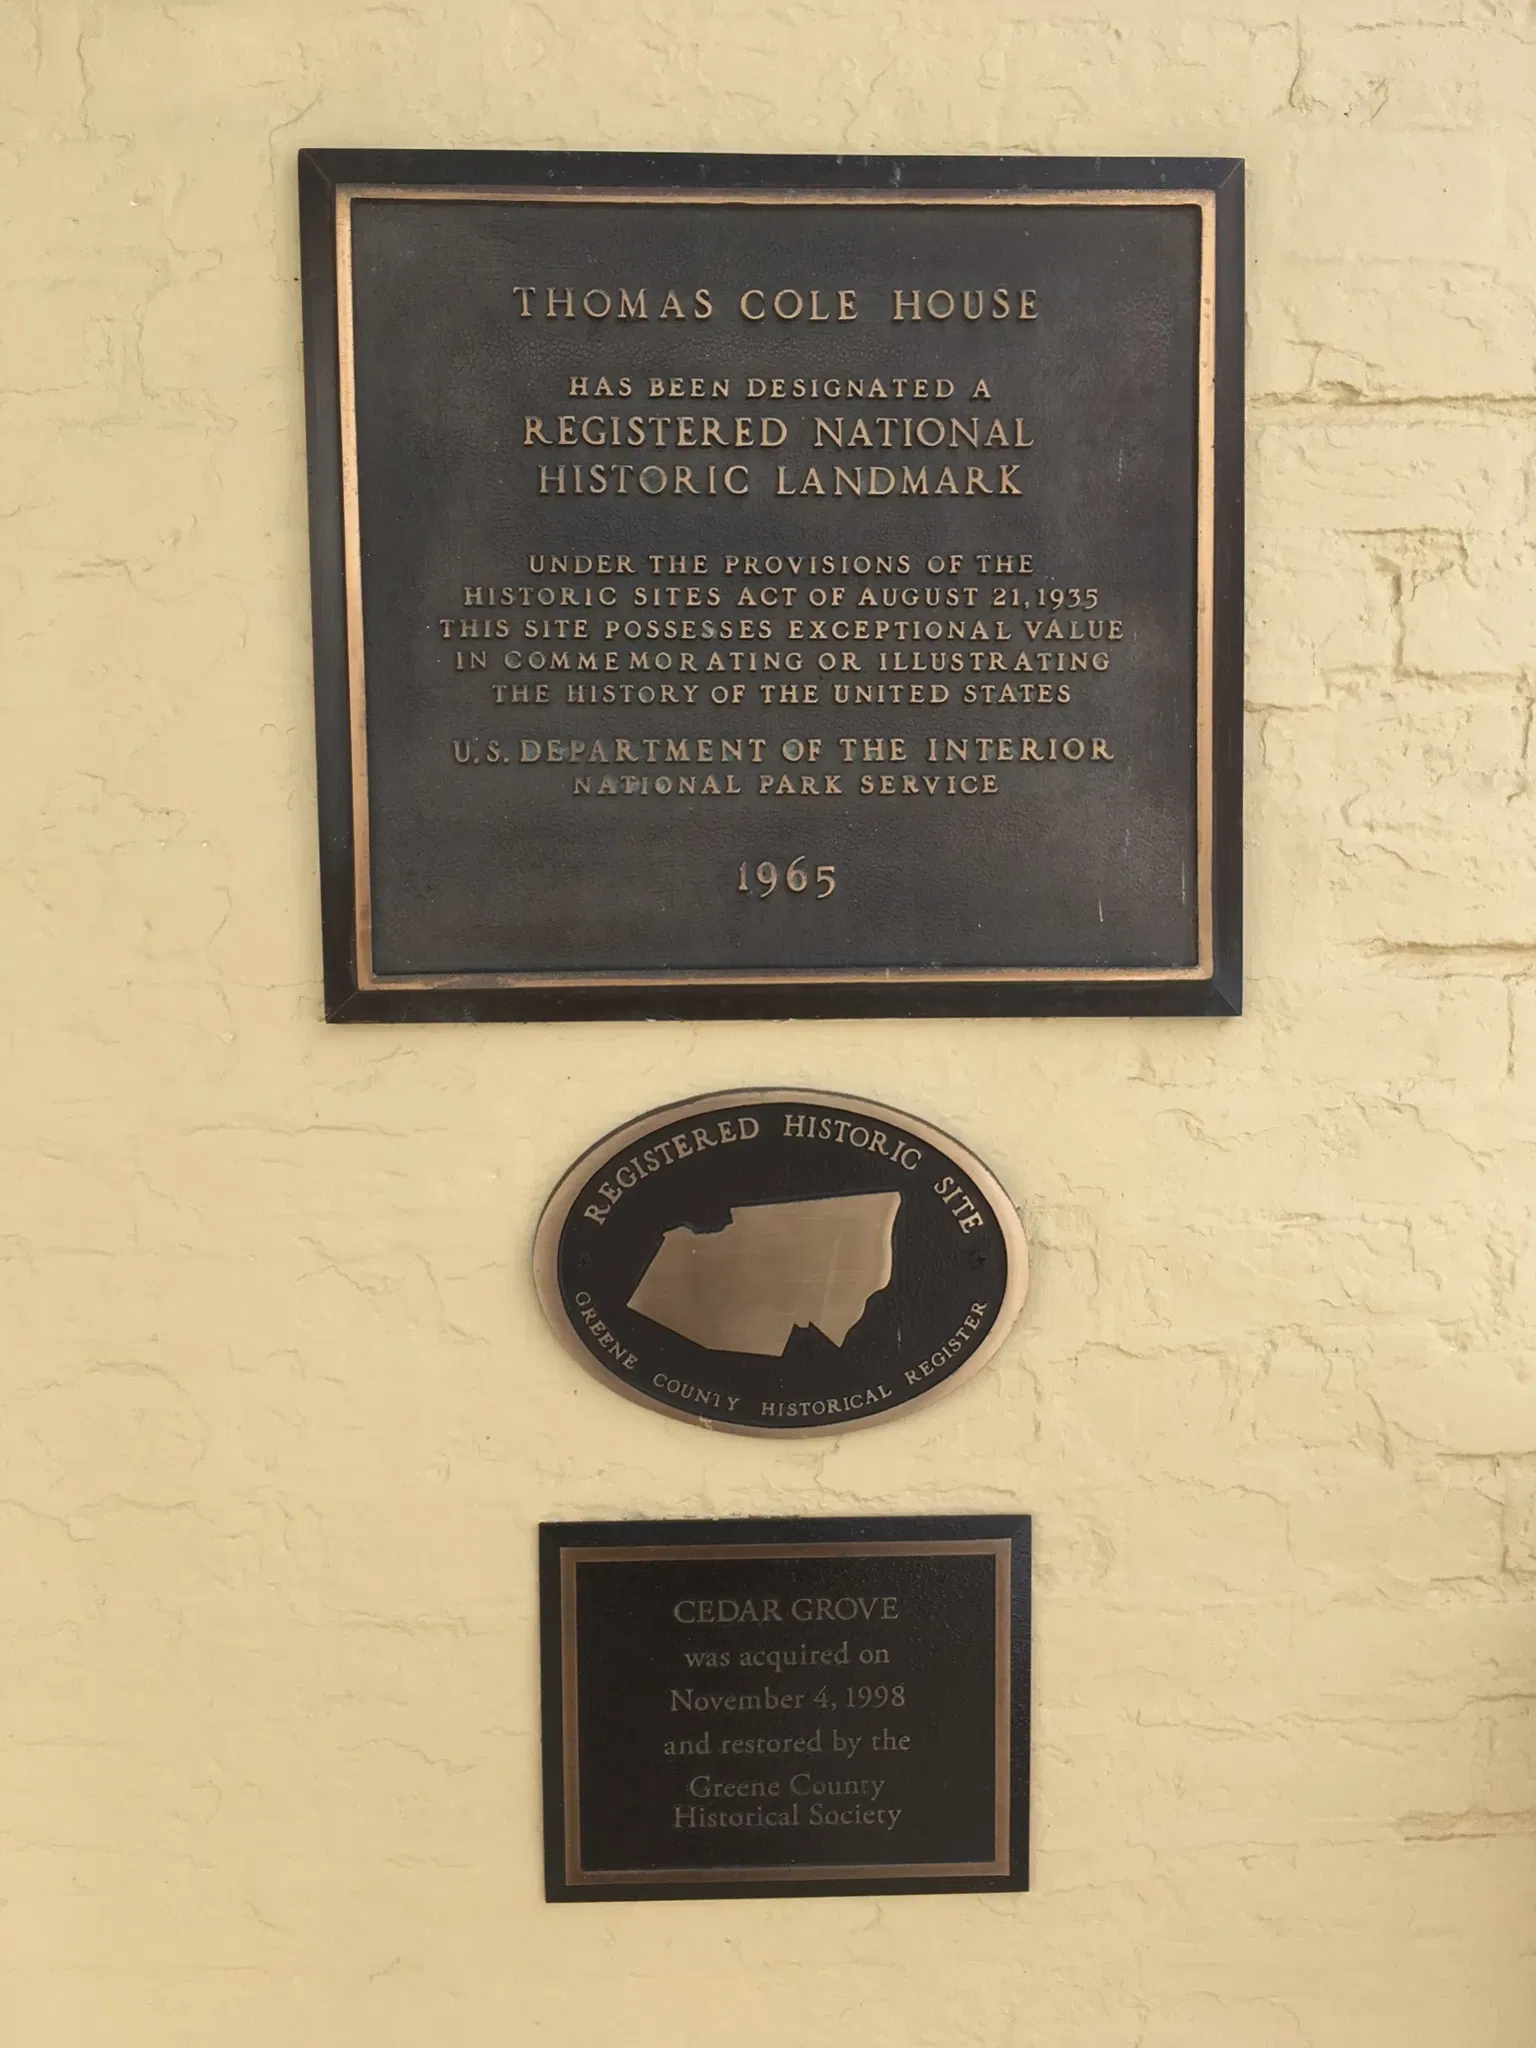 THOMAS COLE HOUSE
HAS BEEN DESIGNATED A
REGISTERED NATIONAL
HISTORIC LANDMARK
UNDER THE PROVISIONS OF THE
HISTORIC SITES ACT OF AUGUST 21, 1935
THIS SITE POSSESSES EXCEPTIONAL VALUE
IN COMMEMORATING OR ILLUSTRATING
THE HISTORY OF THE UNITED STATES
U.S. DEPARTMENT OF THE INTERIOR
NATIONAL PARK SERVICE
1965
REGISTERED HISTORIC SITE
GREENE COUNTY HISTORICAL REGISTER
CEDAR GROVE
was acquired on
November 4, 1998
and restored by the
Greene County
Historical Society